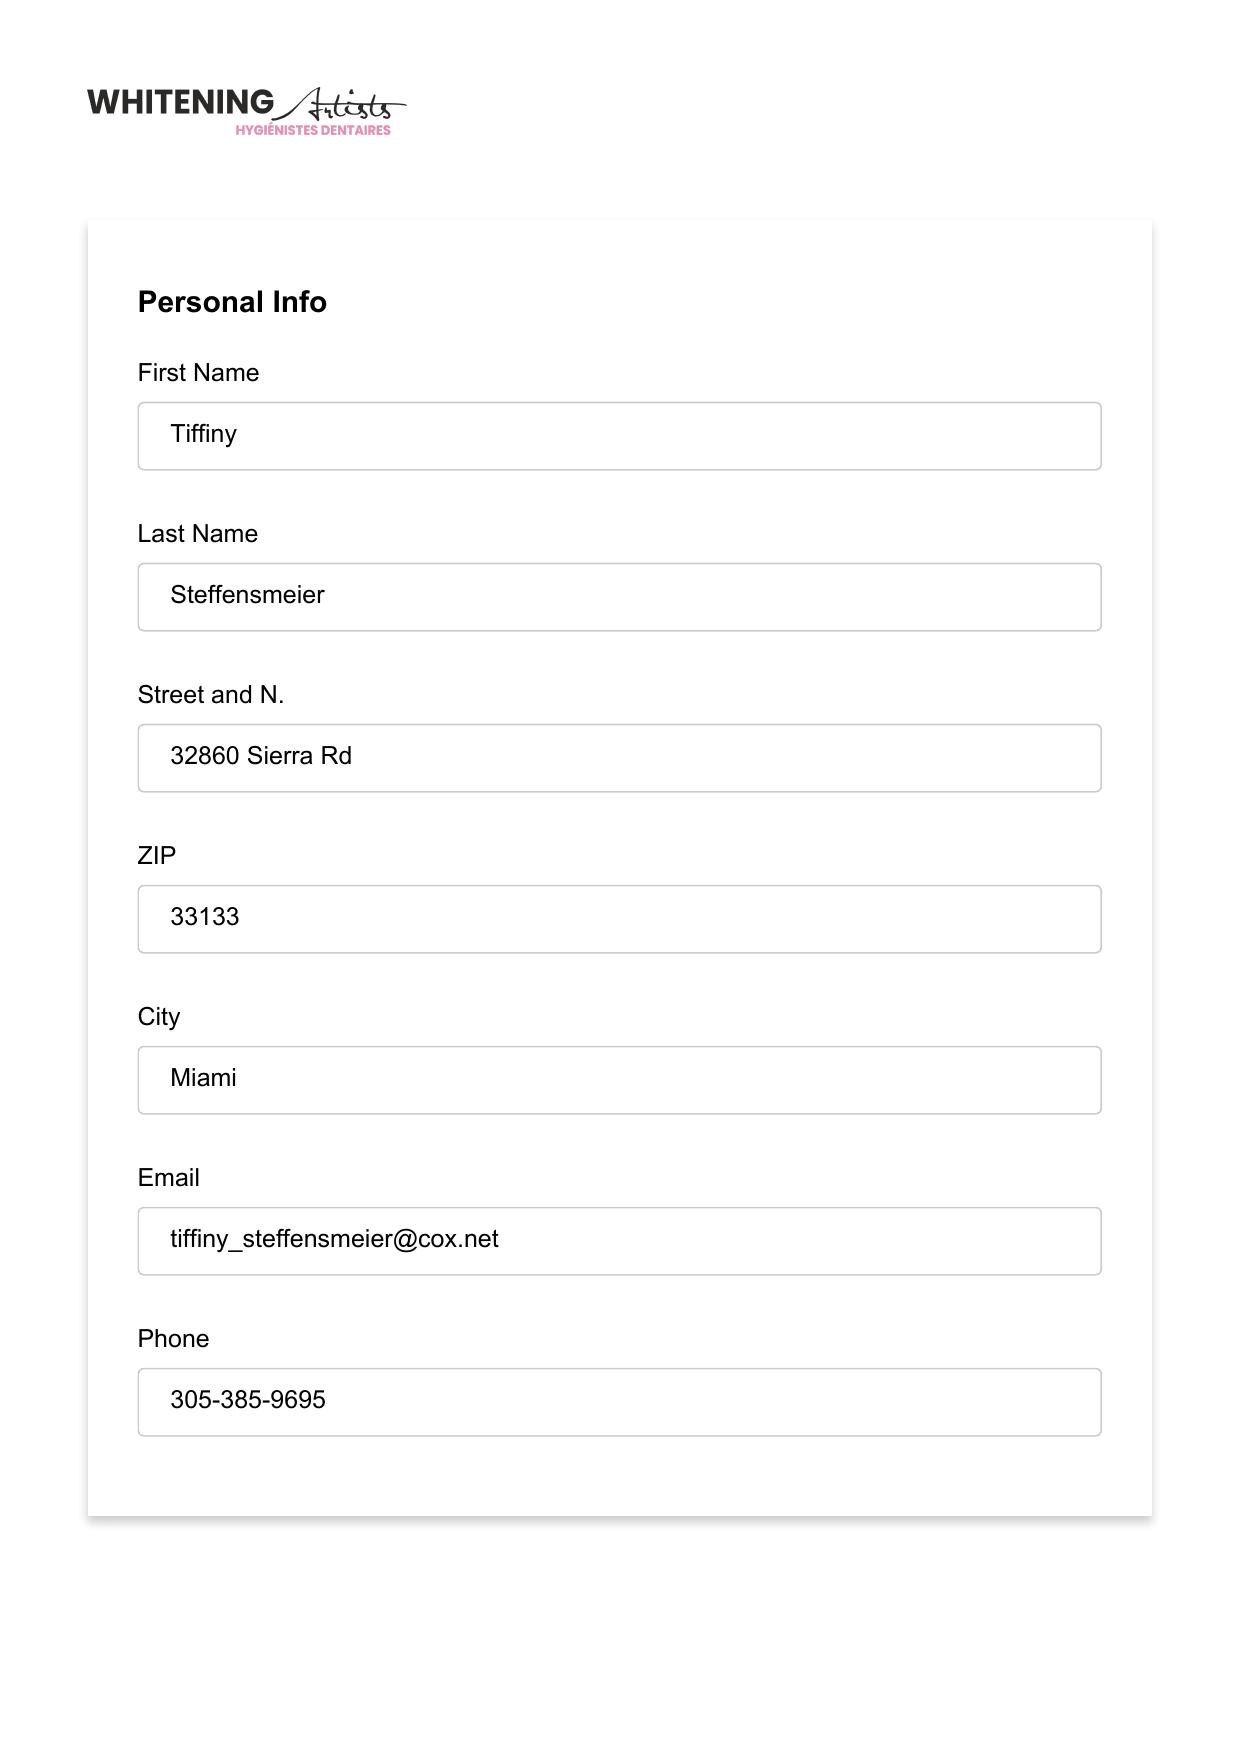 WHITENING Artists
HYGIÉNISTES DENTAIRES
Personal Info
First Name
Tiffiny
Last Name
Steffensmeier
Street and N.
32860 Sierra Rd
ZIP
33133
City
Miami
Email
tiffiny_steffensmeier@cox.net
Phone
305-385-9695